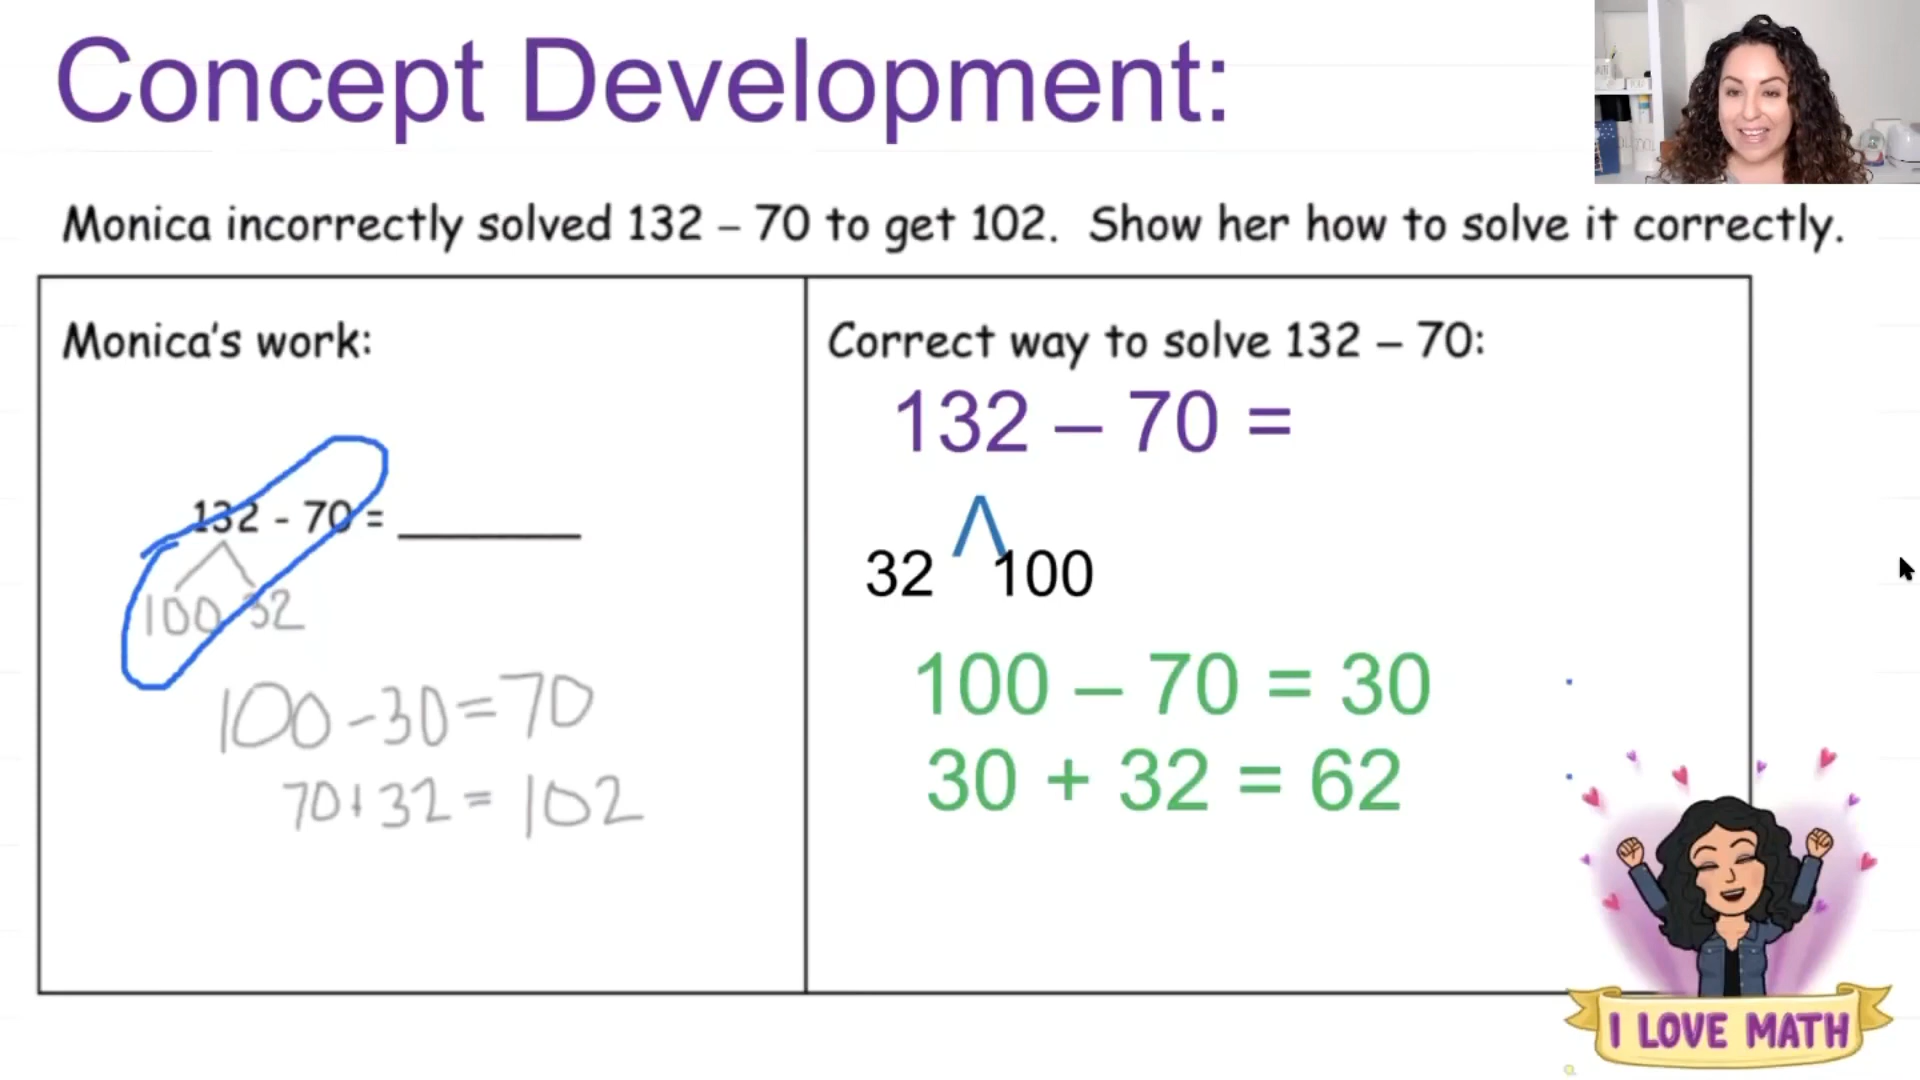 Concept Development:
Monica incorrectly solved 132 – 70 to get 102. Show her how to solve it correctly.
Monica's work:
132 - 70 = __________
100 32
100 - 30 = 70
70 + 32 = 102
Correct way to solve 132 – 70:
132 – 70 =
32 100
100 – 70 = 30
30 + 32 = 62
I LOVE MATH